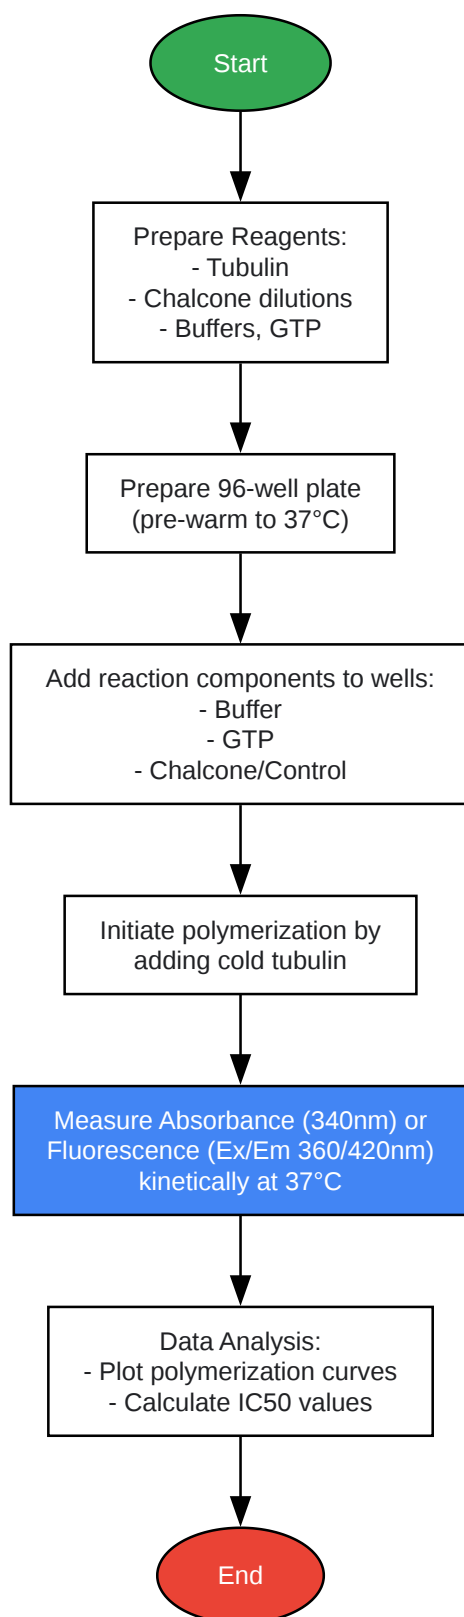 Start
Prepare Reagents:
- Tubulin
- Chalcone dilutions
- Buffers, GTP
Prepare 96-well plate
(pre-warm to 37°C)
Add reaction components to wells:
- Buffer
- GTP
- Chalcone/Control
Initiate polymerization by
adding cold tubulin
Measure Absorbance (340nm) or
Fluorescence (Ex/Em 360/420nm)
kinetically at 37°C
Data Analysis:
- Plot polymerization curves
- Calculate IC50 values
End